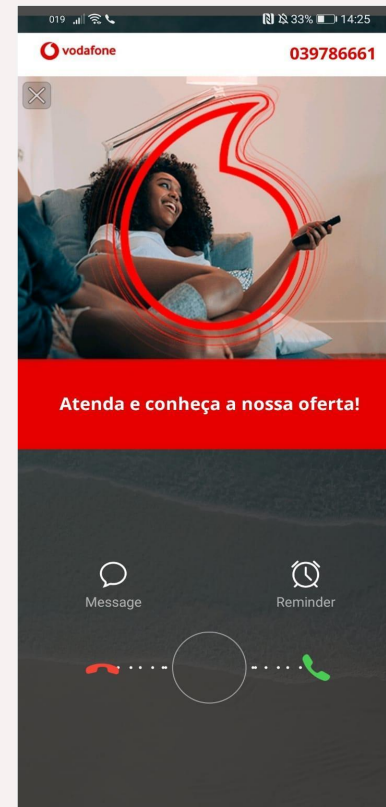 019 33% 14:25
vodafone 039786661
Atenda e conheça a nossa oferta!
Message Reminder